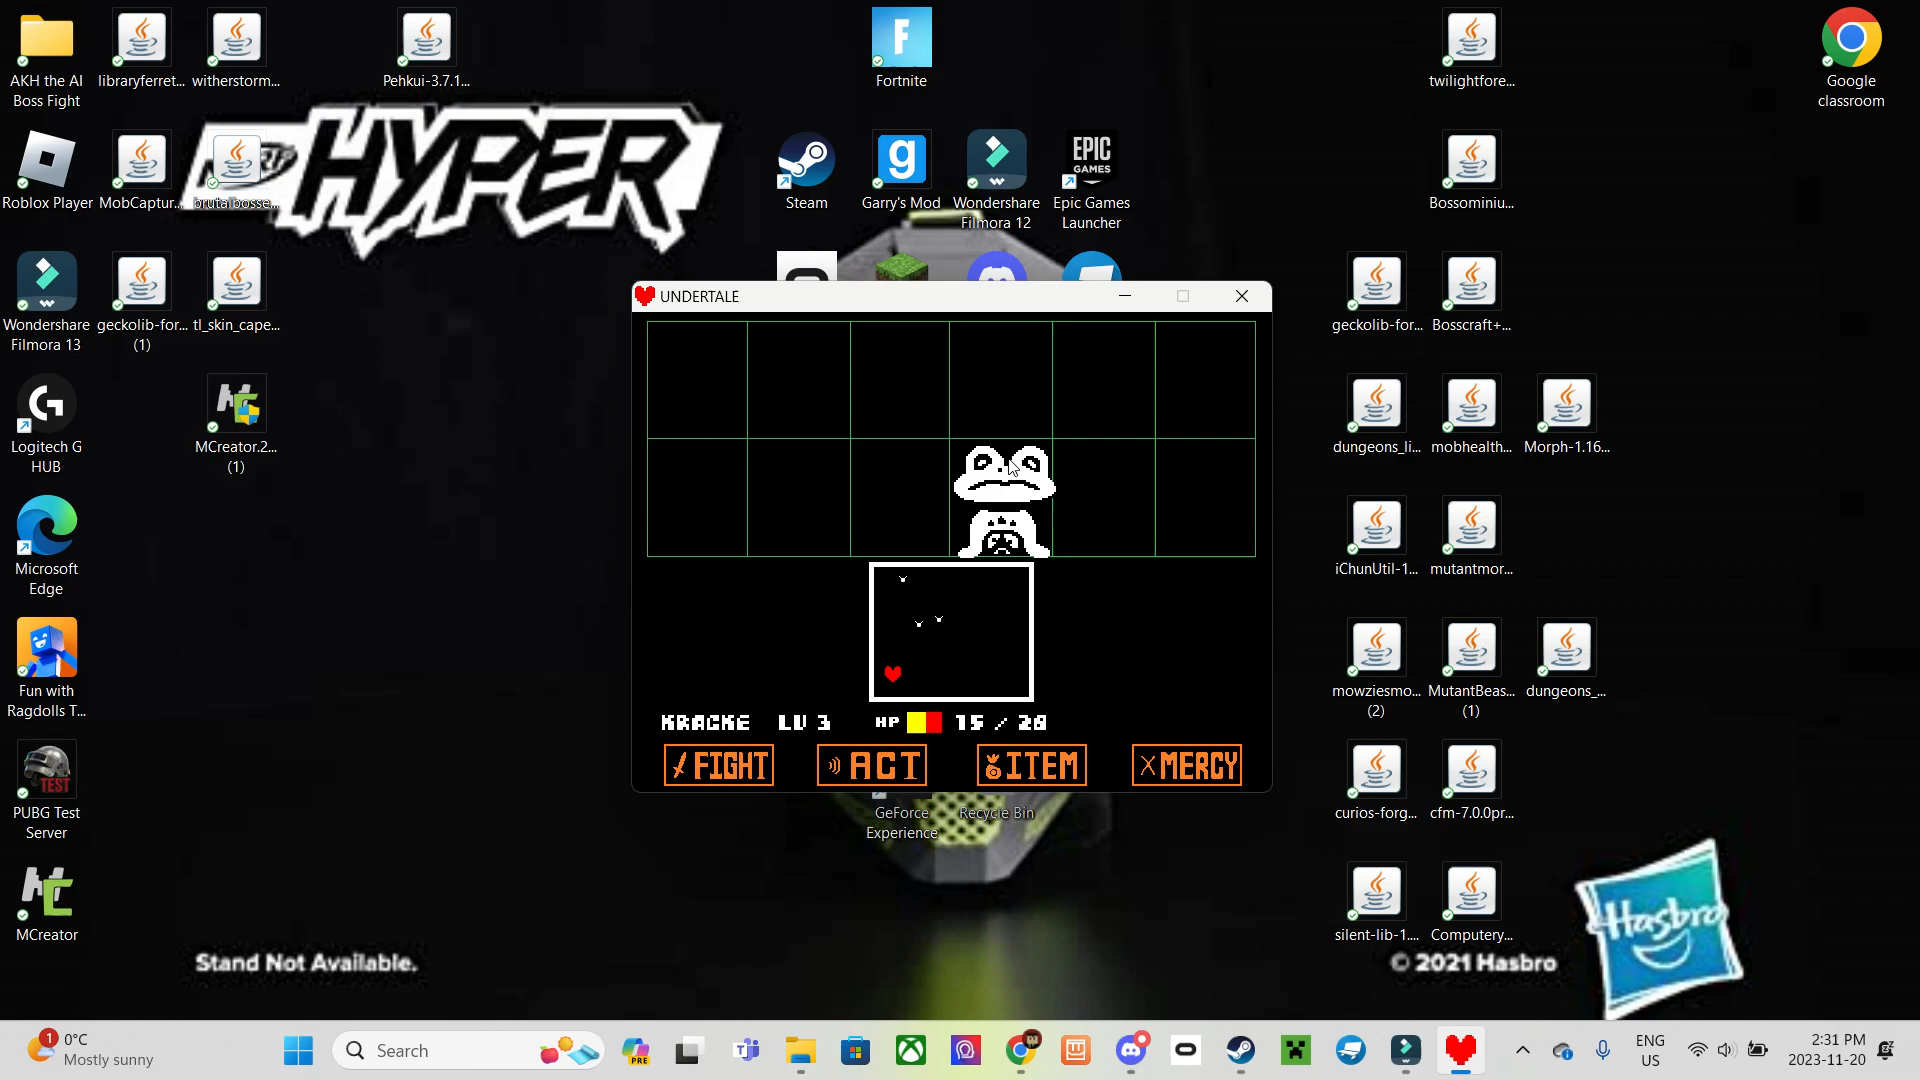 AKH the AI
Boss Fight
libraryferret...
witherstorm...
Pehkui-3.7.1...
Fortnite
twilightfore...
Google
classroom
HYPER
Roblox Player
MobCaptur...
brutalbosse...
Steam
Garry's Mod
Wondershare
Filmora 12
EPIC
GAMES
Epic Games
Launcher
Bossominiu...
UNDERTALE
Wondershare
Filmora 13
geckolib-for...
(1)
tl_skin_cape...
geckolib-for...
Bosscraft+...
Logitech G
HUB
MCreator.2...
(1)
dungeons_li...
mobhealth...
Morph-1.16...
Microsoft
Edge
iChunUtil-1...
mutantmor...
Fun with
Ragdolls T...
mowziesmo...
(2)
MutantBeas...
(1)
dungeons_...
KRACKE LV 3 HP 15 / 28
FIGHT ACT ITEM MERCY
TEST
PUBG Test
Server
GeForce
Experience
Recycle Bin
curios-forg...
cfm-7.0.0pr...
MCreator
silent-lib-1....
Computery...
Hasbro
Stand Not Available.
© 2021 Hasbro
1
0°C
Mostly sunny
Search
PRE
ENG
US
2:31 PM
2023-11-20